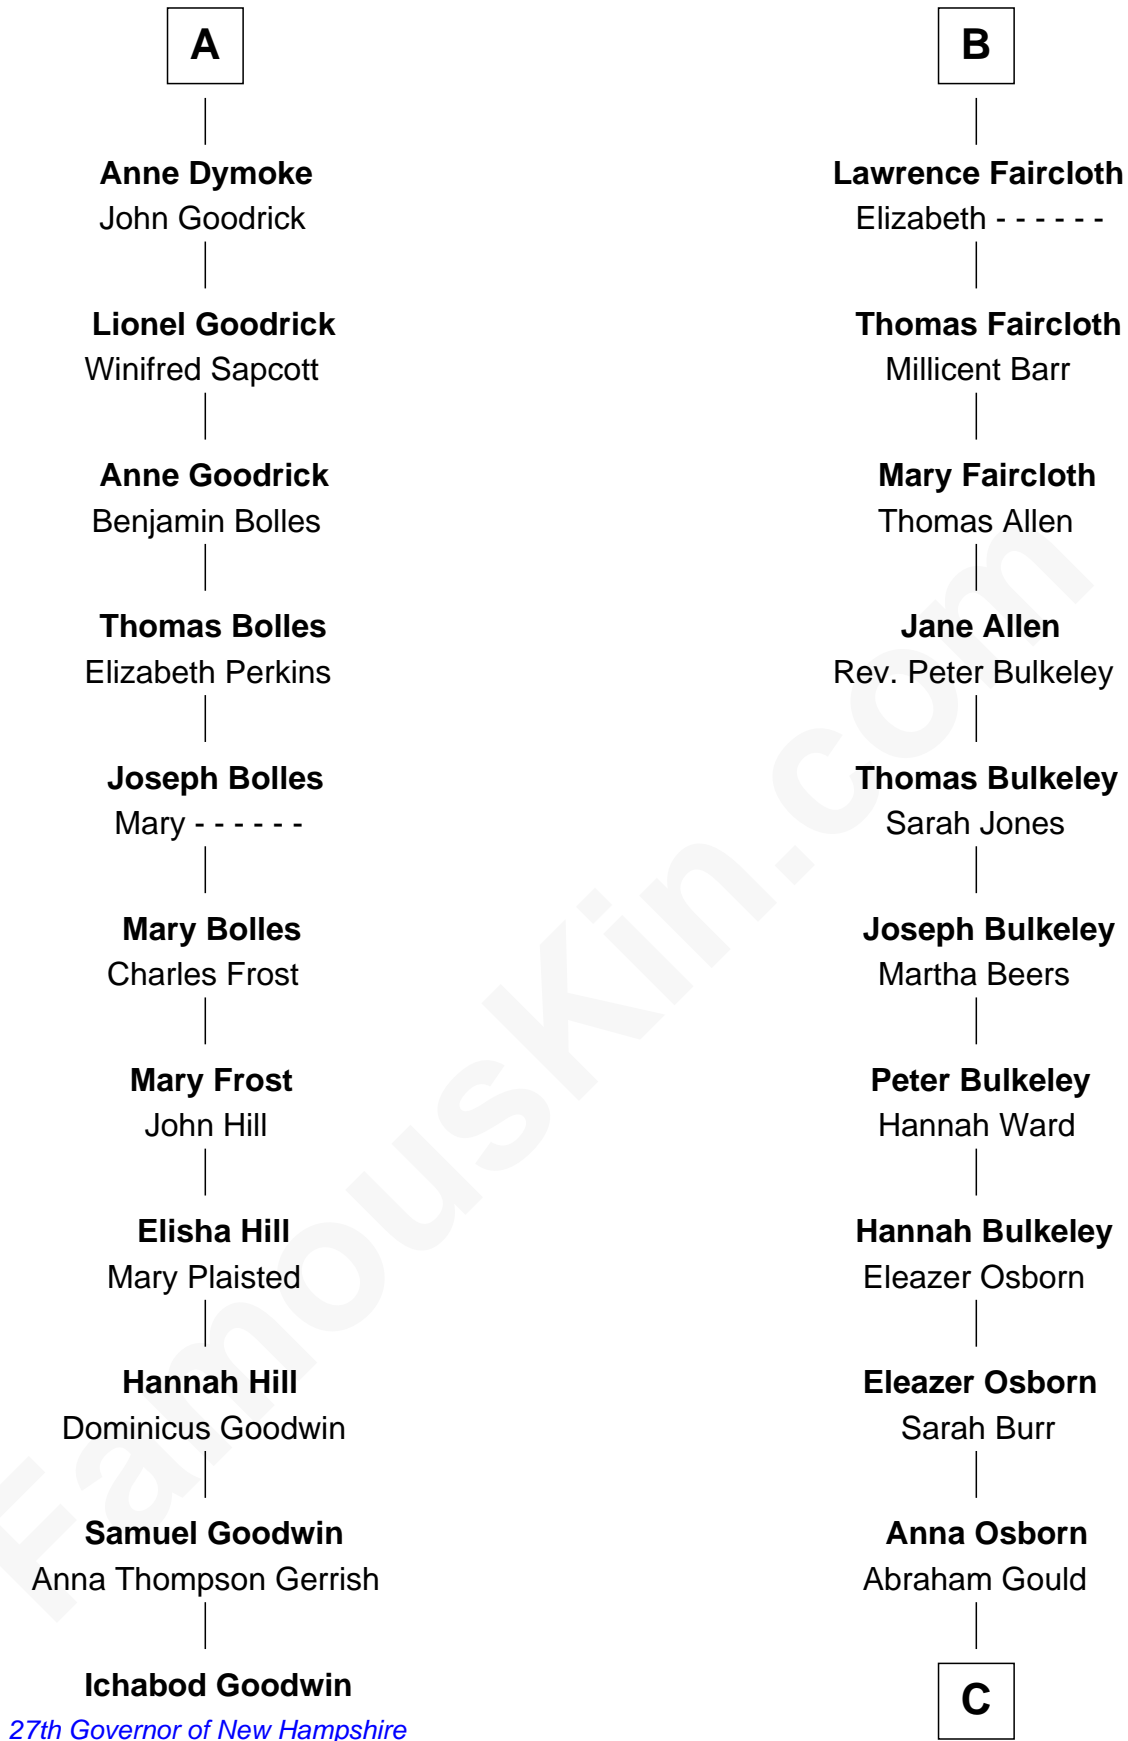 A
Anne Dymoke
John Goodrick
Lionel Goodrick
Winifred Sapcott
Anne Goodrick
Benjamin Bolles
Thomas Bolles
Elizabeth Perkins
Joseph Bolles
Mary - - - - - -
Mary Bolles
Charles Frost
Mary Frost
John Hill
Elisha Hill
Mary Plaisted
Hannah Hill
Dominicus Goodwin
Samuel Goodwin
Anna Thompson Gerrish
Ichabod Goodwin
27th Governor of New Hampshire
B
Lawrence Faircloth
Elizabeth - - - - - -
Thomas Faircloth
Millicent Barr
Mary Faircloth
Thomas Allen
Jane Allen
Rev. Peter Bulkeley
Thomas Bulkeley
Sarah Jones
Joseph Bulkeley
Martha Beers
Peter Bulkeley
Hannah Ward
Hannah Bulkeley
Eleazer Osborn
Eleazer Osborn
Sarah Burr
Anna Osborn
Abraham Gould
C
FamousKin.com